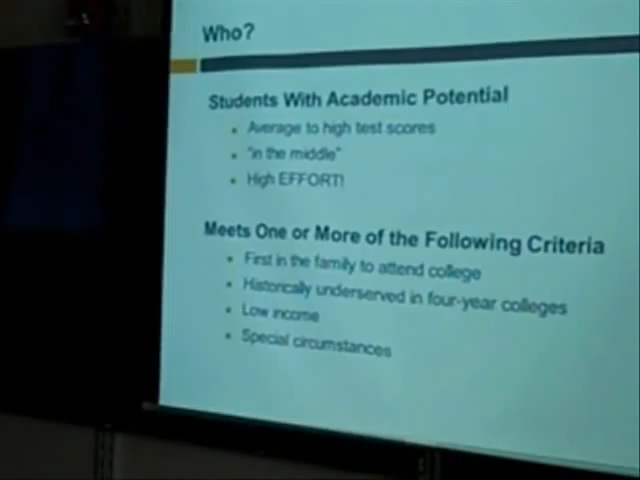 Who?
Students With Academic Potential
Average to high test scores
"in the middle"
High EFFORT!
Meets One or More of the Following Criteria
First in the family to attend college
Historically underserved in four-year colleges
Low income
Special circumstances